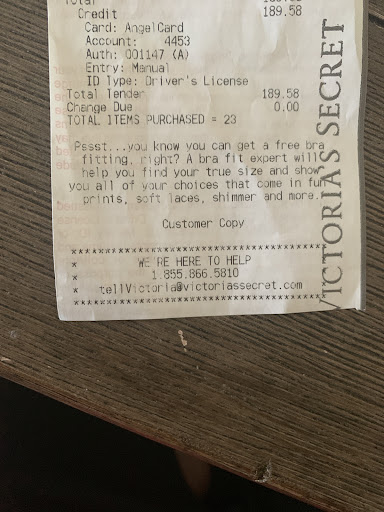 Total
Credit 189.58
Card: AngelCard
Account: 4453
Auth: 001147 (A)
Entry: Manual
ID Type: Driver's License
Total Tender 189.58
Change Due 0.00
TOTAL ITEMS PURCHASED = 23
Pssst...you know you can get a free bra
fitting, right? A bra fit expert will
help you find your true size and show
you all of your choices that come in fun
prints, soft laces, shimmer and more.
Customer Copy
***********************************
* WE'RE HERE TO HELP
* 1.855.866.5810
* tellVictoria@victoriassecret.com
***********************************
VICTORIA'S SECRET